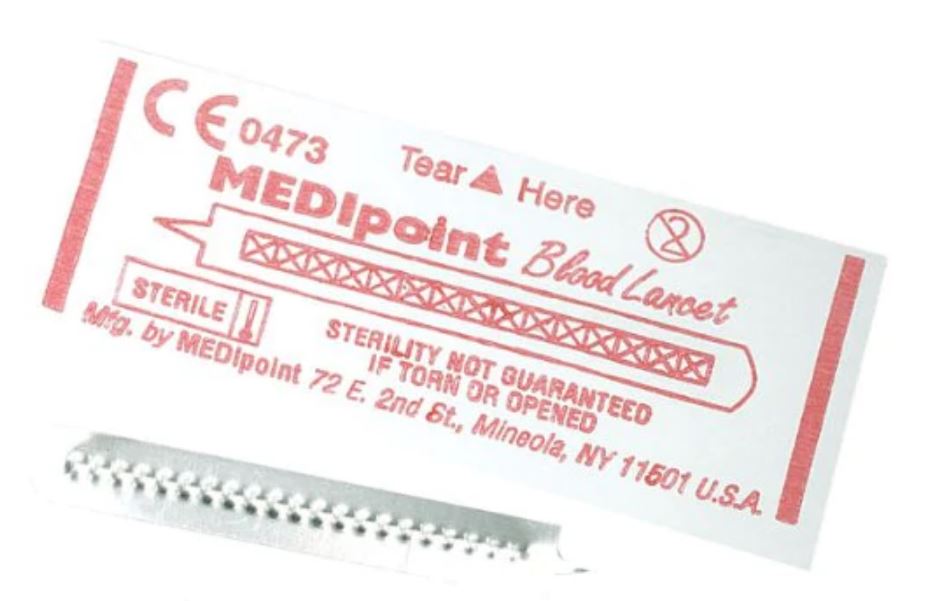 CE 0473
Tear Here
MEDIpoint Blood Lancet
2
STERILE
STERILITY NOT GUARANTEED
IF TORN OR OPENED
Mfg. by MEDIpoint 72 E. 2nd St., Mineola, NY 11501 U.S.A.